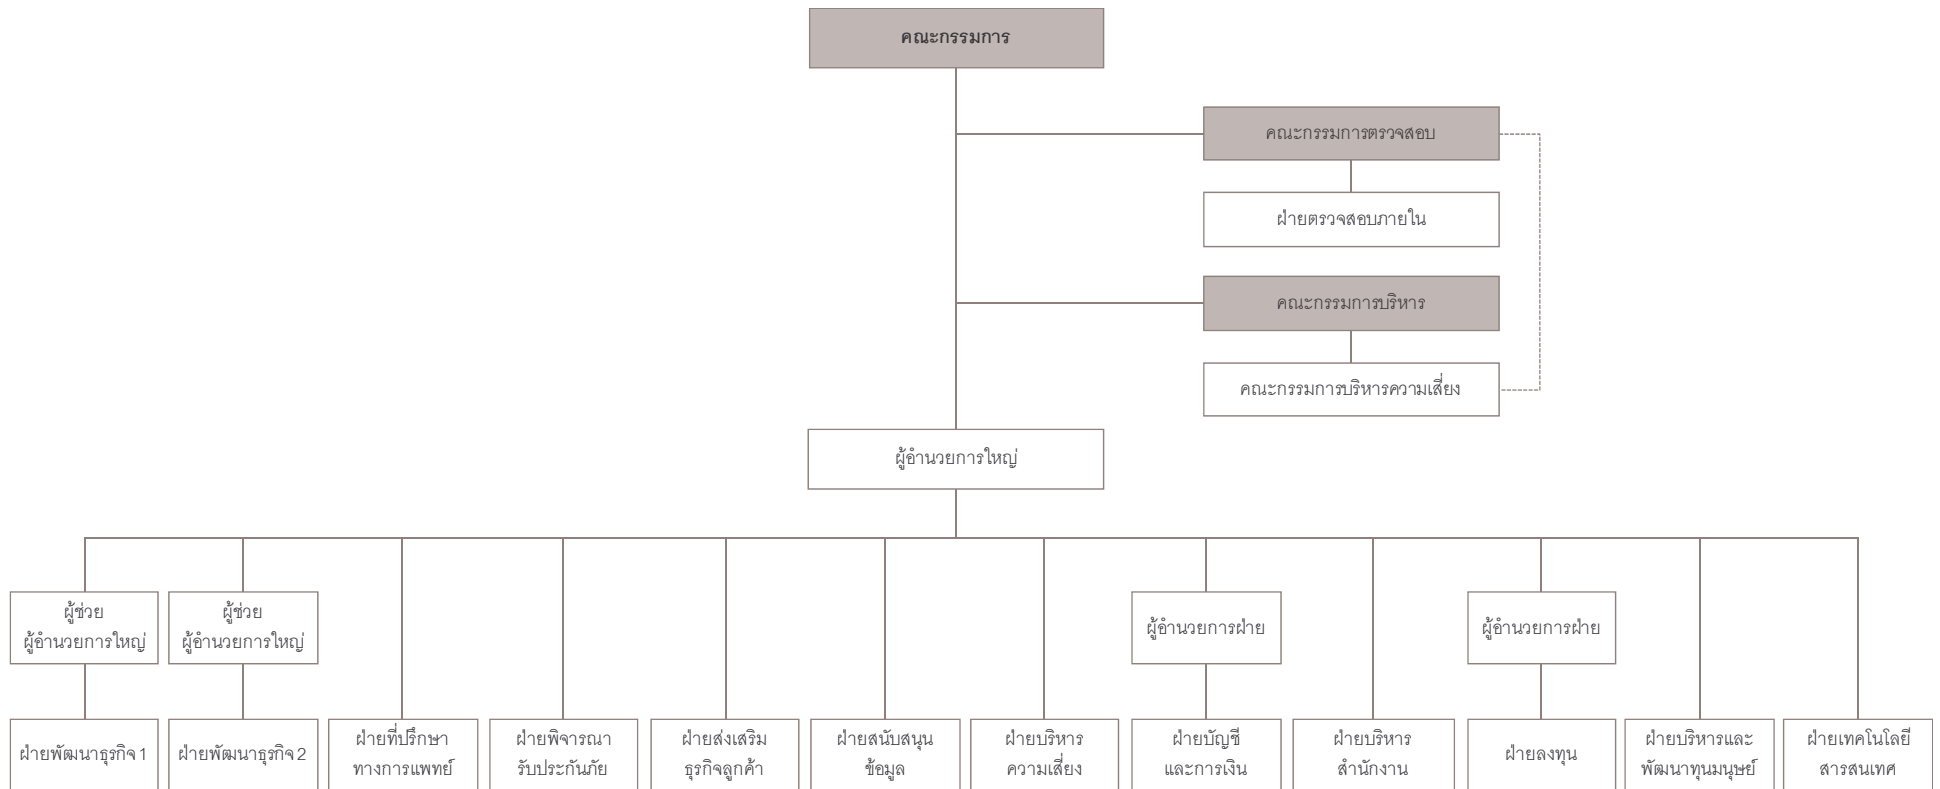 คณะกรรมการ
คณะกรรมการตรวจสอบ
ฝ่ายตรวจสอบภายใน
คณะกรรมการบริหาร
คณะกรรมการบริหารความเสี่ยง
ผู้อำนวยการใหญ่
ผู้ช่วย
ผู้อำนวยการใหญ่
ผู้ช่วย
ผู้อำนวยการใหญ่
ผู้อำนวยการฝ่าย
ผู้อำนวยการฝ่าย
ฝ่ายพัฒนาธุรกิจ 1
ฝ่ายพัฒนาธุรกิจ 2
ฝ่ายที่ปรึกษา
ทางการแพทย์
ฝ่ายพิจารณา
รับประกันภัย
ฝ่ายส่งเสริม
ธุรกิจลูกค้า
ฝ่ายสนับสนุน
ข้อมูล
ฝ่ายบริหาร
ความเสี่ยง
ฝ่ายบัญชี
และการเงิน
ฝ่ายบริหาร
สำนักงาน
ฝ่ายลงทุน
ฝ่ายบริหารและ
พัฒนาทุนมนุษย์
ฝ่ายเทคโนโลยี
สารสนเทศ